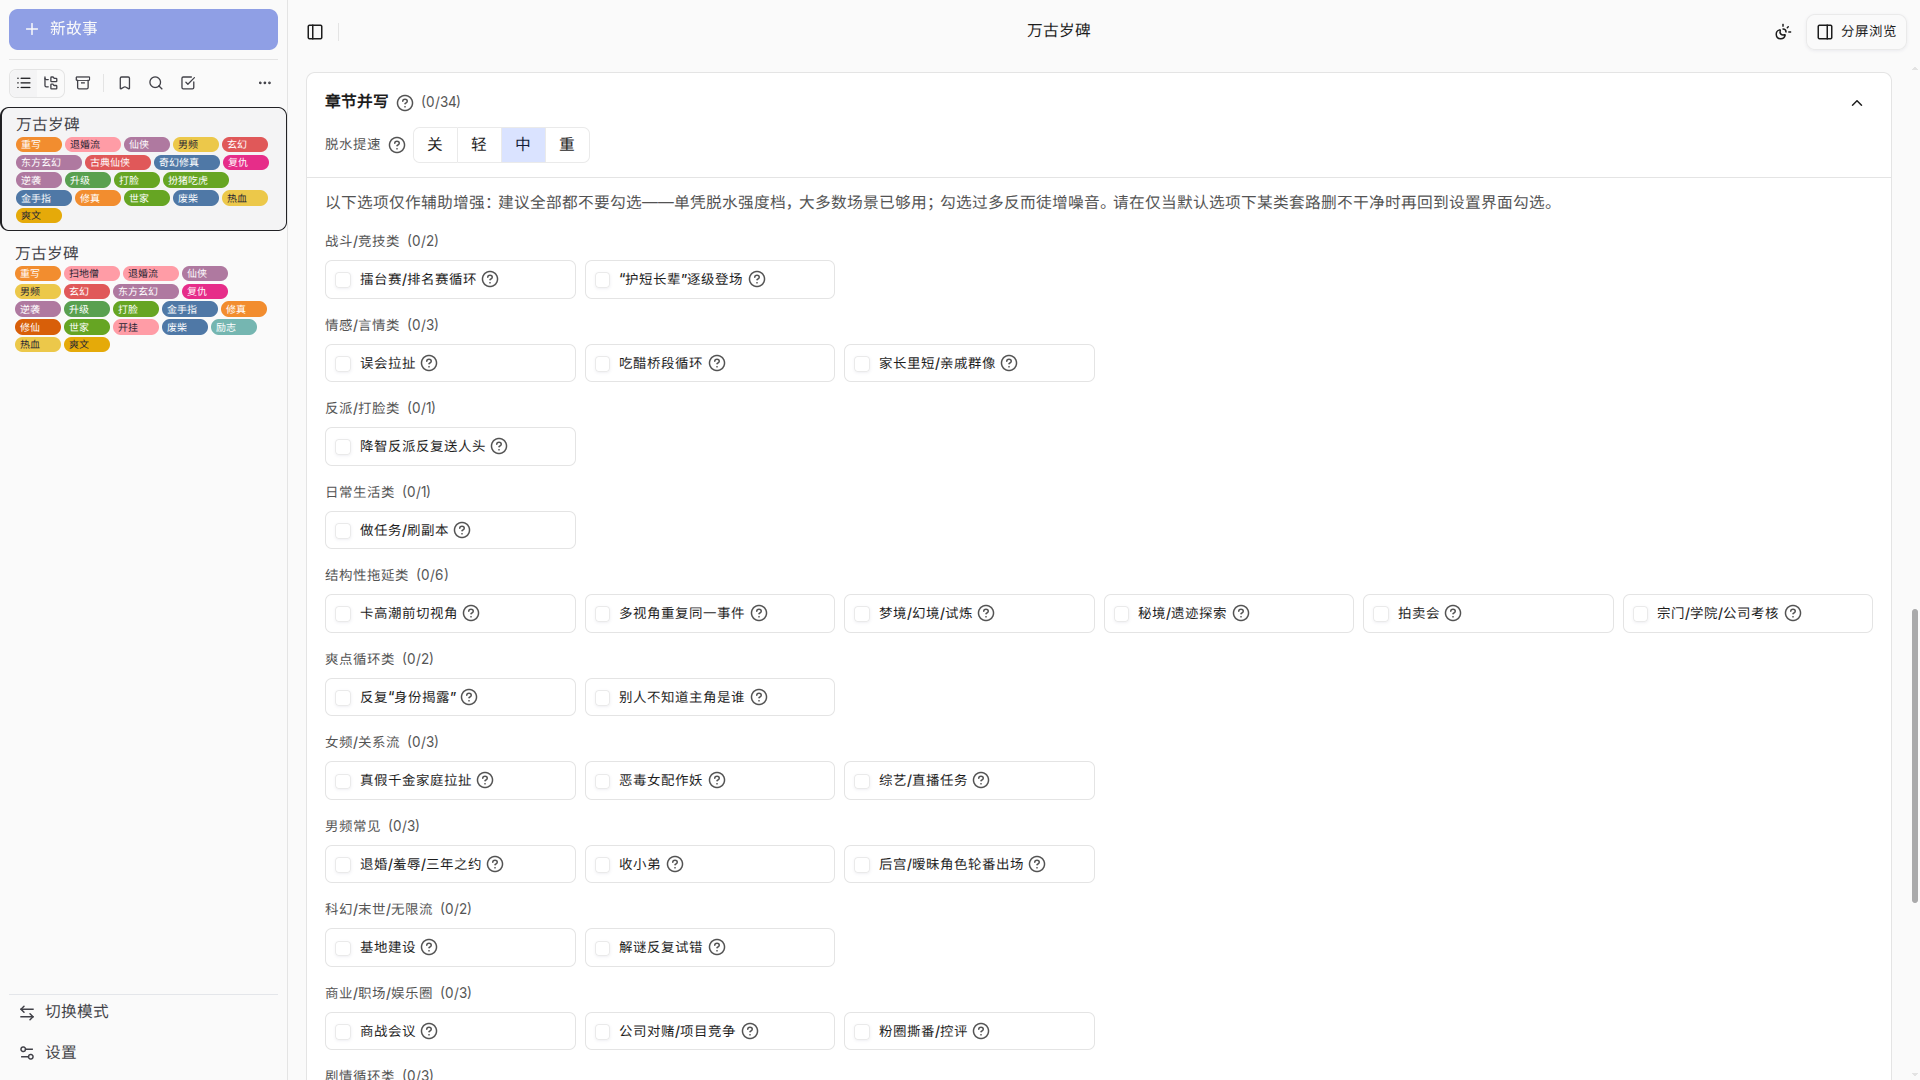 新故事
万古岁碑
分屏浏览
万古岁碑
重写 退婚流 仙侠 男频 玄幻
东方玄幻 古典仙侠 奇幻修真 复仇
逆袭 升级 打脸 扮猪吃虎
金手指 修真 世家 废柴 热血
爽文
万古岁碑
重写 扫地僧 退婚流 仙侠
男频 玄幻 东方玄幻 复仇
逆袭 升级 打脸 金手指 修真
修仙 世家 开挂 废柴 励志
热血 爽文
切换模式
设置
章节并写 (0/34)
脱水提速 关 轻 中 重
以下选项仅作辅助增强：建议全部都不要勾选——单凭脱水强度档，大多数场景已够用；勾选过多反而徒增噪音。请在仅当默认选项下某类套路删不干净时再回到设置界面勾选。
战斗/竞技类 (0/2)
擂台赛/排名赛循环 “护短长辈”逐级登场
情感/言情类 (0/3)
误会拉扯 吃醋桥段循环 家长里短/亲戚群像
反派/打脸类 (0/1)
降智反派反复送人头
日常生活类 (0/1)
做任务/刷副本
结构性拖延类 (0/6)
卡高潮前切视角 多视角重复同一事件 梦境/幻境/试炼 秘境/遗迹探索 拍卖会 宗门/学院/公司考核
爽点循环类 (0/2)
反复“身份揭露” 别人不知道主角是谁
女频/关系流 (0/3)
真假千金家庭拉扯 恶毒女配作妖 综艺/直播任务
男频常见 (0/3)
退婚/羞辱/三年之约 收小弟 后宫/暧昧角色轮番出场
科幻/末世/无限流 (0/2)
基地建设 解谜反复试错
商业/职场/娱乐圈 (0/3)
商战会议 公司对赌/项目竞争 粉圈撕番/控评
剧情循环类 (0/3)